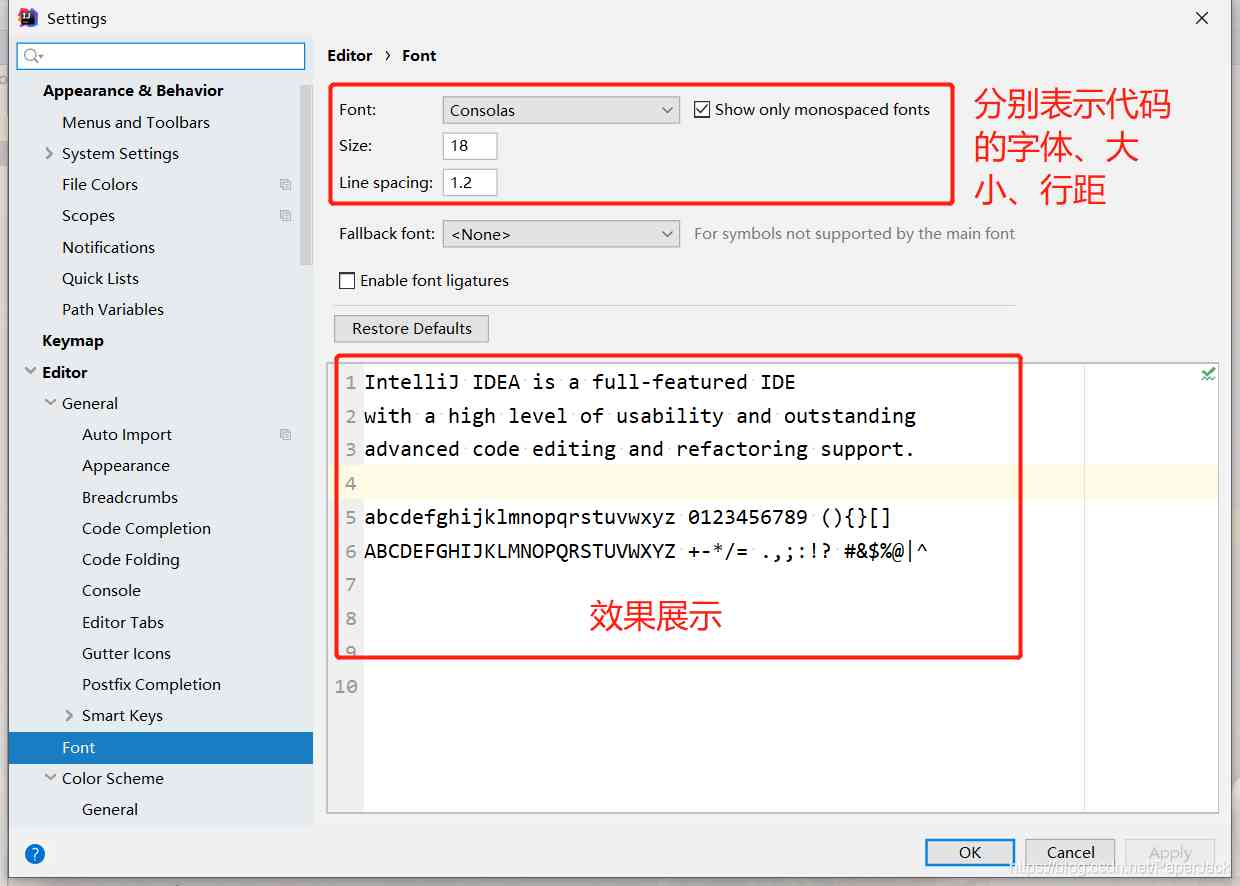 Settings
Editor › Font
Appearance & Behavior
Menus and Toolbars
System Settings
File Colors
Scopes
Notifications
Quick Lists
Path Variables
Keymap
Editor
General
Auto Import
Appearance
Breadcrumbs
Code Completion
Code Folding
Console
Editor Tabs
Gutter Icons
Postfix Completion
Smart Keys
Font
Color Scheme
General
Font: Consolas Show only monospaced fonts
Size: 18
Line spacing: 1.2
分别表示代码
的字体、大
小、行距
Fallback font: <None> For symbols not supported by the main font
Enable font ligatures
Restore Defaults
1 IntelliJ IDEA is a full-featured IDE
2 with a high level of usability and outstanding
3 advanced code editing and refactoring support.
4
5 abcdefghijklmnopqrstuvwxyz 0123456789 (){}[]
6 ABCDEFGHIJKLMNOPQRSTUVWXYZ +-*/= .,;:!? #&$%@|^
7
8
9
10
效果展示
? OK Cancel Apply
https://blog.csdn.net/PaperJack